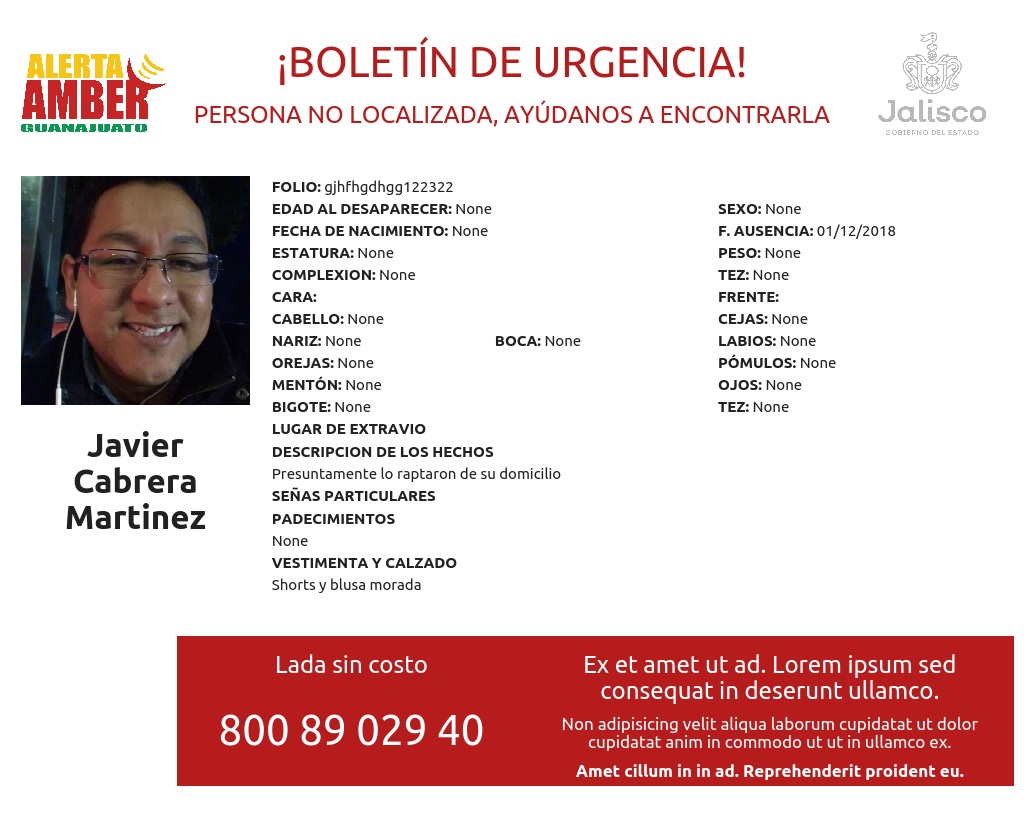 ALERTA
AMBER
GUANAJUATO
¡BOLETÍN DE URGENCIA!
PERSONA NO LOCALIZADA, AYÚDANOS A ENCONTRARLA
Jalisco
GOBIERNO DEL ESTADO
Javier
Cabrera
Martinez
FOLIO: gjhfhgdhgg122322
EDAD AL DESAPARECER: None SEXO: None
FECHA DE NACIMIENTO: None F. AUSENCIA: 01/12/2018
ESTATURA: None PESO: None
COMPLEXION: None TEZ: None
CARA: FRENTE:
CABELLO: None CEJAS: None
NARIZ: None BOCA: None LABIOS: None
OREJAS: None PÓMULOS: None
MENTÓN: None OJOS: None
BIGOTE: None TEZ: None
LUGAR DE EXTRAVIO
DESCRIPCION DE LOS HECHOS
Presuntamente lo raptaron de su domicilio
SEÑAS PARTICULARES
PADECIMIENTOS
None
VESTIMENTA Y CALZADO
Shorts y blusa morada
Lada sin costo
800 89 029 40
Ex et amet ut ad. Lorem ipsum sed
consequat in deserunt ullamco.
Non adipisicing velit aliqua laborum cupidatat ut dolor
cupidatat anim in commodo ut ut in ullamco ex.
Amet cillum in in ad. Reprehenderit proident eu.